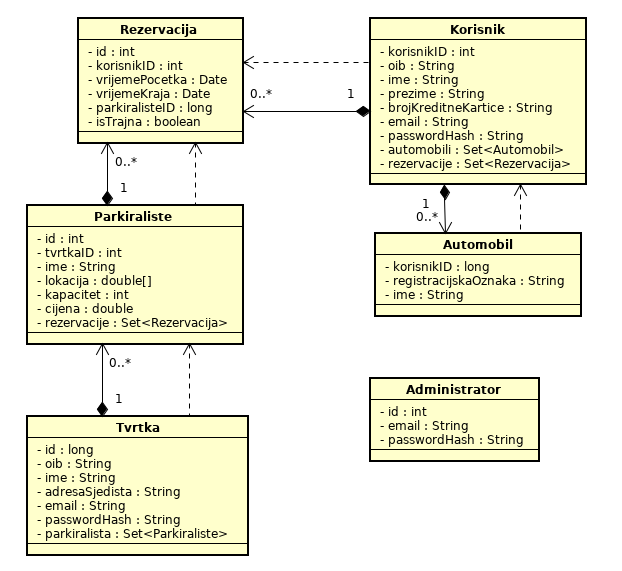 Rezervacija
- id : int
- korisnikID : int
- vrijemePocetka : Date
- vrijemeKraja : Date
- parkiralisteID : long
- isTrajna : boolean
Korisnik
- korisnikID : int
- oib : String
- ime : String
- prezime : String
- brojKreditneKartice : String
- email : String
- passwordHash : String
- automobili : Set<Automobil>
- rezervacije : Set<Rezervacija>
0..*
1
0..*
1
Parkiraliste
- id : int
- tvrtkaID : int
- ime : String
- lokacija : double[]
- kapacitet : int
- cijena : double
- rezervacije : Set<Rezervacija>
1
0..*
Automobil
- korisnikID : long
- registracijskaOznaka : String
- ime : String
0..*
1
Tvrtka
- id : long
- oib : String
- ime : String
- adresaSjedista : String
- email : String
- passwordHash : String
- parkiralista : Set<Parkiraliste>
Administrator
- id : int
- email : String
- passwordHash : String